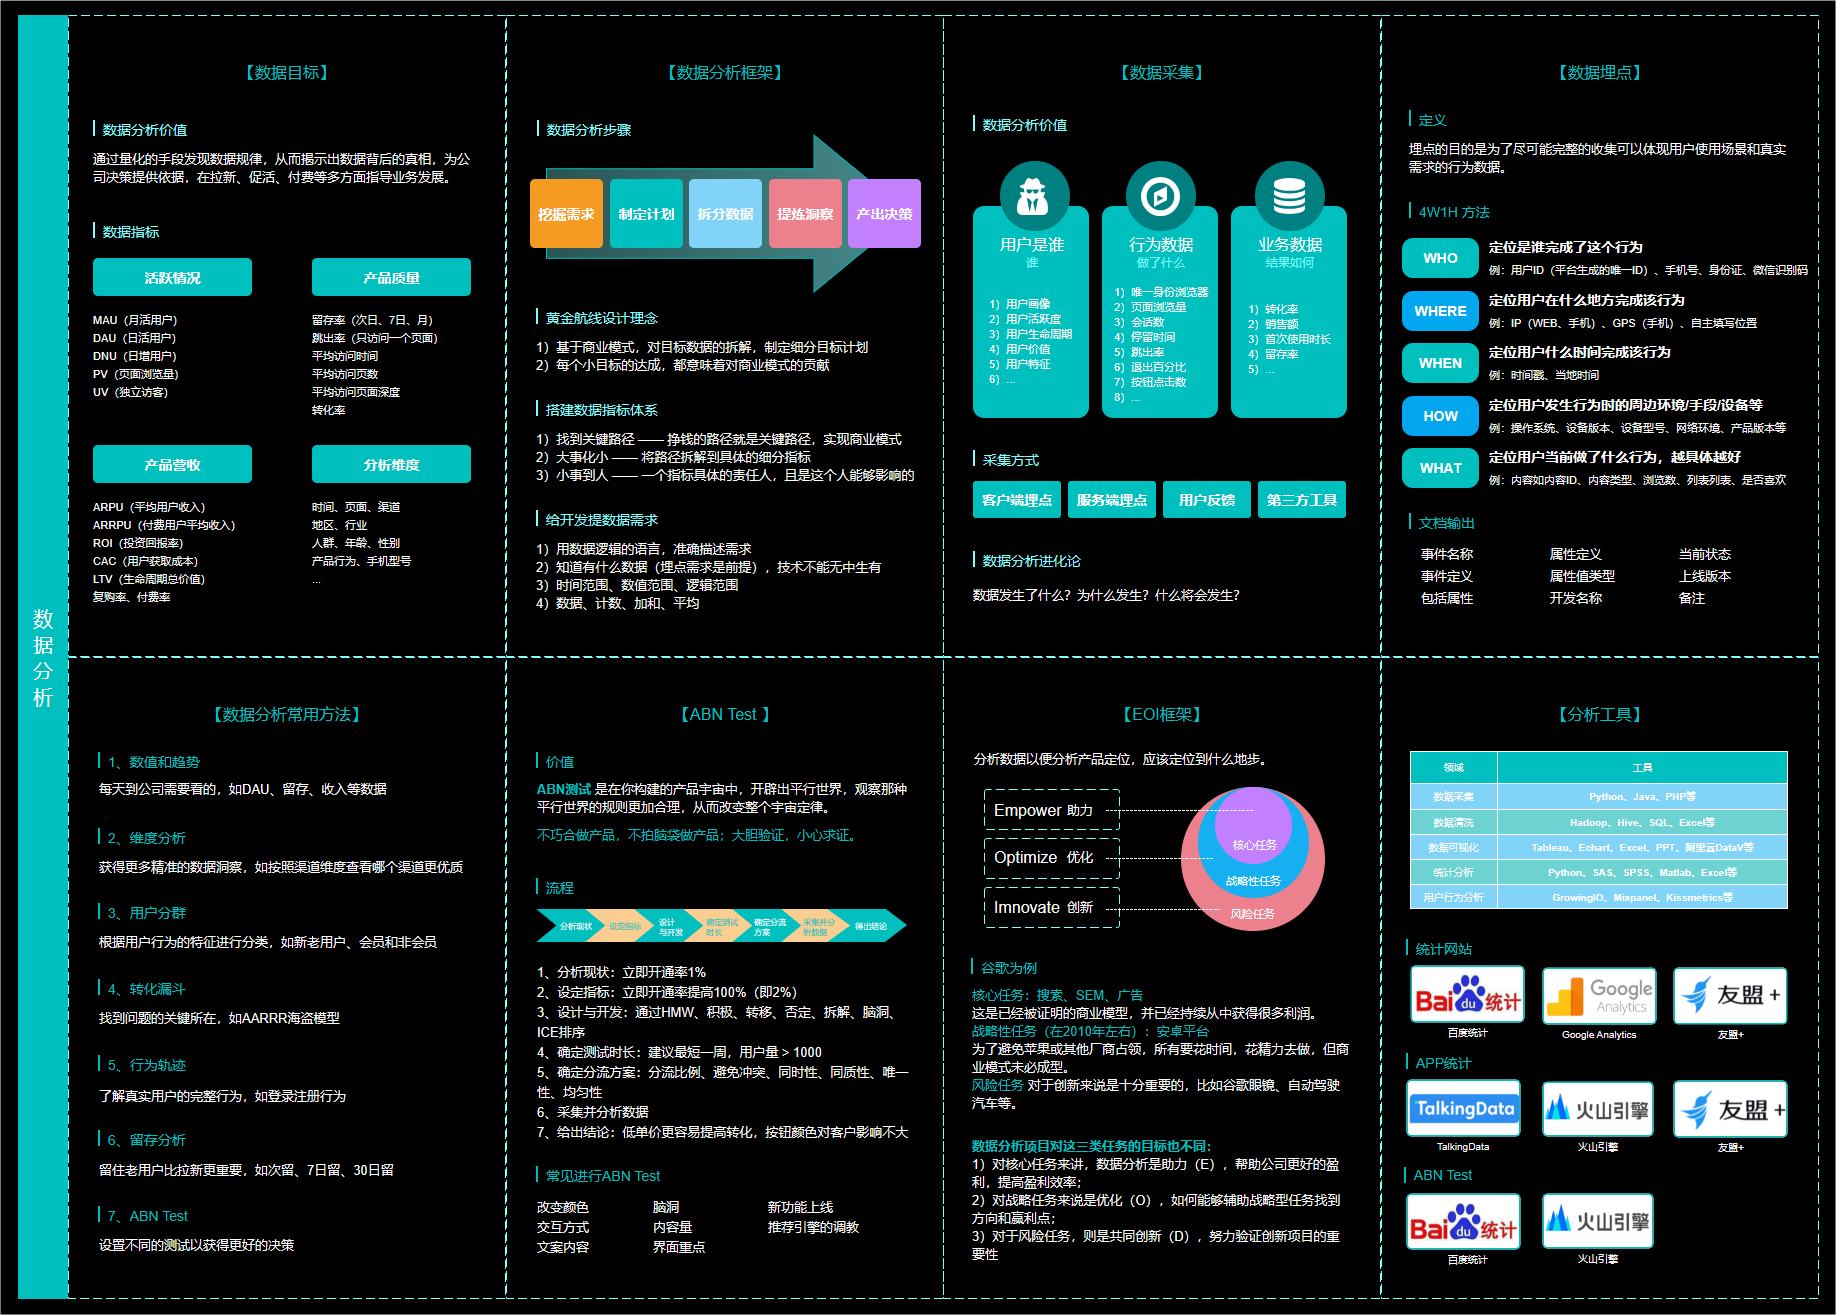 数据分析
【数据目标】
数据分析价值
通过量化的手段发现数据规律，从而揭示出数据背后的真相，为公
司决策提供依据，在拉新、促活、付费等多方面指导业务发展。
数据指标
活跃情况
MAU（月活用户）
DAU（日活用户）
DNU（日增用户）
PV（页面浏览量）
UV（独立访客）
产品质量
留存率（次日、7日、月）
跳出率（只访问一个页面）
平均访问时间
平均访问页数
平均访问页面深度
转化率
产品营收
ARPU（平均用户收入）
ARRPU（付费用户平均收入）
ROI（投资回报率）
CAC（用户获取成本）
LTV（生命周期总价值）
复购率、付费率
分析维度
时间、页面、渠道
地区、行业
人群、年龄、性别
产品行为、手机型号
...
【数据分析框架】
数据分析步骤
挖掘需求
制定计划
拆分数据
提炼洞察
产出决策
黄金航线设计理念
1）基于商业模式，对目标数据的拆解，制定细分目标计划
2）每个小目标的达成，都意味着对商业模式的贡献
搭建数据指标体系
1）找到关键路径 —— 挣钱的路径就是关键路径，实现商业模式
2）大事化小 —— 将路径拆解到具体的细分指标
3）小事到人 —— 一个指标具体的责任人，且是这个人能够影响的
给开发提数据需求
1）用数据逻辑的语言，准确描述需求
2）知道有什么数据（埋点需求是前提），技术不能无中生有
3）时间范围、数值范围、逻辑范围
4）数据、计数、加和、平均
【数据采集】
数据分析价值
用户是谁
谁
1）用户画像
2）用户活跃度
3）用户生命周期
4）用户价值
5）用户特征
6）...
行为数据
做了什么
1）唯一身份浏览器
2）页面浏览量
3）会话数
4）停留时间
5）跳出率
6）退出百分比
7）按钮点击数
8）...
业务数据
结果如何
1）转化率
2）销售额
3）首次使用时长
4）留存率
5）...
采集方式
客户端埋点
服务端埋点
用户反馈
第三方工具
数据分析进化论
数据发生了什么？为什么发生？什么将会发生？
【数据埋点】
定义
埋点的目的是为了尽可能完整的收集可以体现用户使用场景和真实
需求的行为数据。
4W1H 方法
WHO
定位是谁完成了这个行为
例：用户ID（平台生成的唯一ID）、手机号、身份证、微信识别码
WHERE
定位用户在什么地方完成该行为
例：IP（WEB、手机）、GPS（手机）、自主填写位置
WHEN
定位用户什么时间完成该行为
例：时间戳、当地时间
HOW
定位用户发生行为时的周边环境/手段/设备等
例：操作系统、设备版本、设备型号、网络环境、产品版本等
WHAT
定位用户当前做了什么行为，越具体越好
例：内容如内容ID、内容类型、浏览数、列表列表、是否喜欢
文档输出
事件名称 属性定义 当前状态
事件定义 属性值类型 上线版本
包括属性 开发名称 备注
【数据分析常用方法】
1、数值和趋势
每天到公司需要看的，如DAU、留存、收入等数据
2、维度分析
获得更多精准的数据洞察，如按照渠道维度查看哪个渠道更优质
3、用户分群
根据用户行为的特征进行分类，如新老用户、会员和非会员
4、转化漏斗
找到问题的关键所在，如AARRR海盗模型
5、行为轨迹
了解真实用户的完整行为，如登录注册行为
6、留存分析
留住老用户比拉新更重要，如次留、7日留、30日留
7、ABN Test
设置不同的测试以获得更好的决策
【ABN Test 】
价值
ABN测试 是在你构建的产品宇宙中，开辟出平行世界，观察那种
平行世界的规则更加合理，从而改变整个宇宙定律。
不巧合做产品，不拍脑袋做产品；大胆验证，小心求证。
流程
分析现状
设定指标
设计
与开发
确定测试
时长
确定分流
方案
采集并分
析数据
得出结论
1、分析现状：立即开通率1%
2、设定指标：立即开通率提高100%（即2%）
3、设计与开发：通过HMW、积极、转移、否定、拆解、脑洞、
ICE排序
4、确定测试时长：建议最短一周，用户量 > 1000
5、确定分流方案：分流比例、避免冲突、同时性、同质性、唯一
性、均匀性
6、采集并分析数据
7、给出结论：低单价更容易提高转化，按钮颜色对客户影响不大
常见进行ABN Test
改变颜色 脑洞 新功能上线
交互方式 内容量 推荐引擎的调教
文案内容 界面重点
【EOI框架】
分析数据以便分析产品定位，应该定位到什么地步。
Empower 助力
Optimize 优化
Imnovate 创新
核心任务
战略性任务
风险任务
谷歌为例
核心任务：搜索、SEM、广告
这是已经被证明的商业模型，并已经持续从中获得很多利润。
战略性任务（在2010年左右）：安卓平台
为了避免苹果或其他厂商占领，所有要花时间，花精力去做，但商
业模式未必成型。
风险任务 对于创新来说是十分重要的，比如谷歌眼镜、自动驾驶
汽车等。
数据分析项目对这三类任务的目标也不同：
1）对核心任务来讲，数据分析是助力（E），帮助公司更好的盈
利，提高盈利效率；
2）对战略任务来说是优化（O），如何能够辅助战略型任务找到
方向和赢利点；
3）对于风险任务，则是共同创新（D），努力验证创新项目的重
要性
【分析工具】
领域 工具
数据采集 Python、Java、PHP等
数据清洗 Hadoop、Hive、SQL、Excel等
数据可视化 Tableau、Echart、Excel、PPT、阿里云DataV等
统计分析 Python、SAS、SPSS、Matlab、Excel等
用户行为分析 GrowingIO、Mixpanel、Kissmetrics等
统计网站
Baidu统计
百度统计
Google Analytics
Google Analytics
友盟+
友盟+
APP统计
TalkingData
TalkingData
火山引擎
火山引擎
友盟+
友盟+
ABN Test
Baidu统计
百度统计
火山引擎
火山引擎